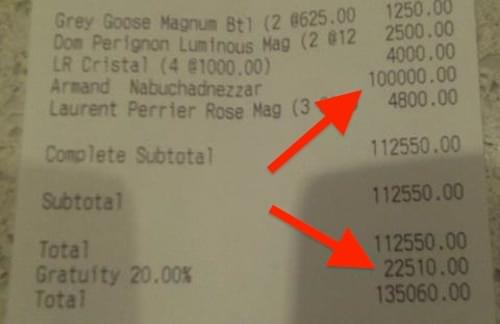 Grey Goose Magnum Btl (2 @625.00 1250.00
Dom Perignon Luminous Mag (2 @12 2500.00
LR Cristal (4 @1000.00) 4000.00
Armand Nabuchadnezzar 100000.00
Laurent Perrier Rose Mag (3 4800.00
Complete Subtotal 112550.00
Subtotal 112550.00
Total 112550.00
Gratuity 20.00% 22510.00
Total 135060.00